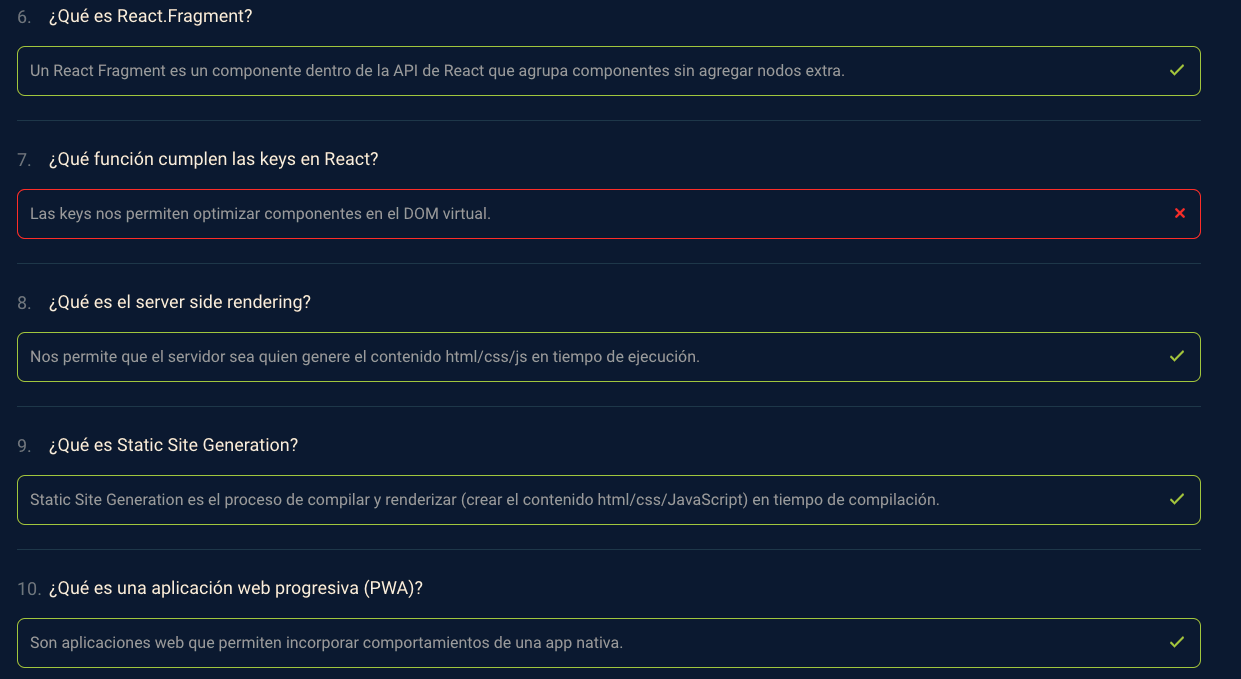 6. ¿Qué es React.Fragment?
Un React Fragment es un componente dentro de la API de React que agrupa componentes sin agregar nodos extra.
7. ¿Qué función cumplen las keys en React?
Las keys nos permiten optimizar componentes en el DOM virtual.
8. ¿Qué es el server side rendering?
Nos permite que el servidor sea quien genere el contenido html/css/js en tiempo de ejecución.
9. ¿Qué es Static Site Generation?
Static Site Generation es el proceso de compilar y renderizar (crear el contenido html/css/JavaScript) en tiempo de compilación.
10. ¿Qué es una aplicación web progresiva (PWA)?
Son aplicaciones web que permiten incorporar comportamientos de una app nativa.